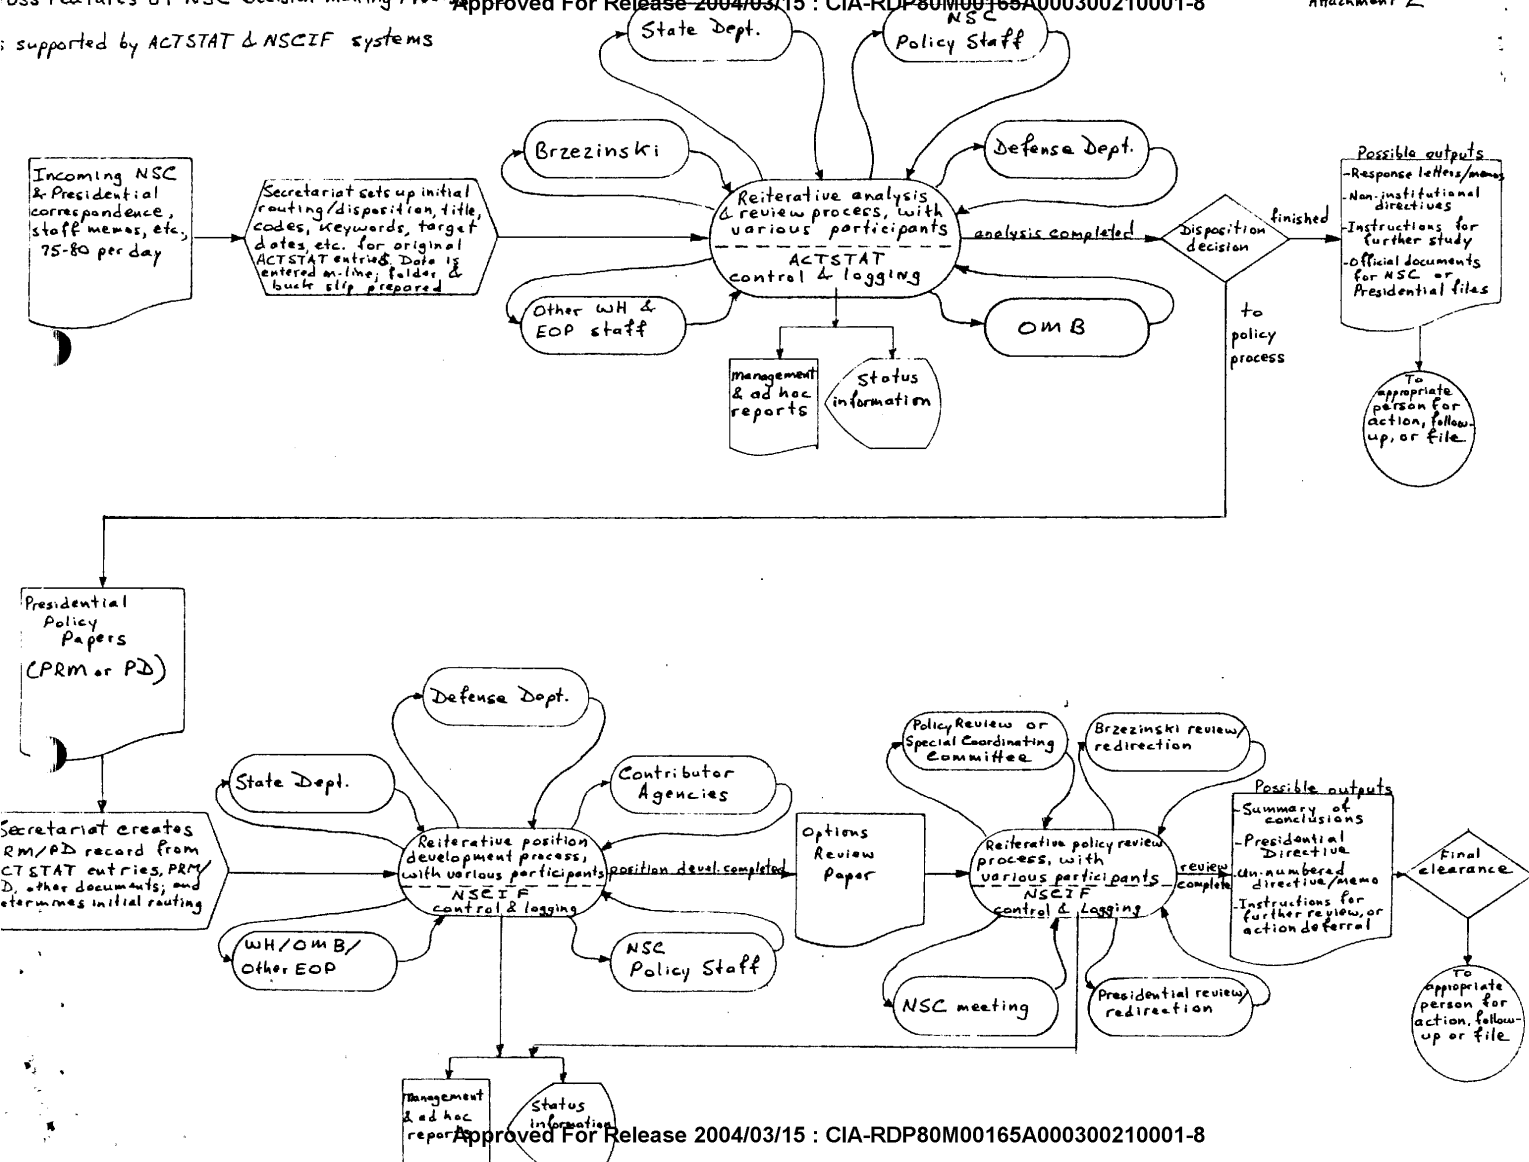 Approved For Release 2004/03/15 : CIA-RDP80M00165A000300210001-8
Attachment 2
supported by ACTSTAT & NSCIF systems
State Dept.
NSC
Policy Staff
Brzezinski
Defense Dept.
Incoming NSC
& Presidential
correspondence,
staff memos, etc.,
75-80 per day
Secretariat sets up initial
routing/disposition, title,
codes, keywords, target
dates, etc. for original
ACTSTAT entries. Data is
entered on-line; folder &
buck slip prepared
Reiterative analysis
& review process, with
various participants
ACTSTAT
control & logging
analysis completed
Disposition
decision
finished
Possible outputs
-Response letters/memos
-Non-institutional
directives
-Instructions for
further study
-Official documents
for NSC or
Presidential files
Other WH &
EOP staff
OMB
to
policy
process
Management
& ad hoc
reports
Status
information
To
appropriate
person for
action, follow-
up, or file
Presidential
Policy
Papers
(PRM or PD)
Defense Dept.
State Dept.
Contributor
Agencies
Policy Review or
Special Coordinating
Committee
Brzezinski review/
redirection
Secretariat creates
RM/PD record from
CTSTAT entries, PRM/
D, other documents; and
etermines initial routing
Reiterative position
development process,
with various participants
NSCIF
control & logging
position devel. completed
Options
Review
Paper
Reiterative policy review
process, with
various participants
NSCIF
control & Logging
review
complete
Possible outputs
-Summary of
conclusions
-Presidential
Directive
-Un-numbered
directive/memo
-Instructions for
further review, or
action deferral
Final
clearance
WH/OMB/
Other EOP
NSC
Policy Staff
NSC meeting
Presidential review/
redirection
To
appropriate
person for
action, follow-
up or file
Management
& ad hoc
reports
Status
information
Approved For Release 2004/03/15 : CIA-RDP80M00165A000300210001-8